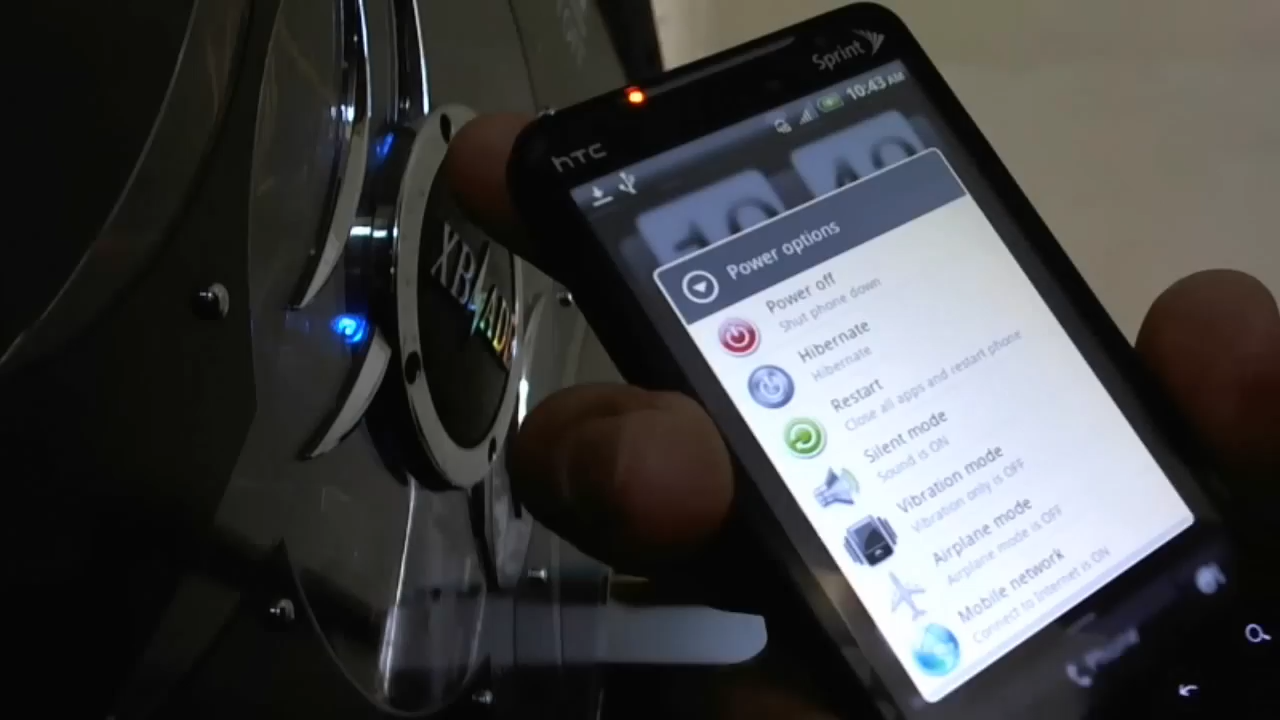 Sprint
hTC
10:43 AM
XBLADE
Power options
Power off
Shut phone down
Hibernate
Hibernate
Restart
Close all apps and restart phone
Silent mode
Sound is ON
Vibration mode
Vibration only is OFF
Airplane mode
Airplane mode is OFF
Mobile network
Connect to Internet is ON